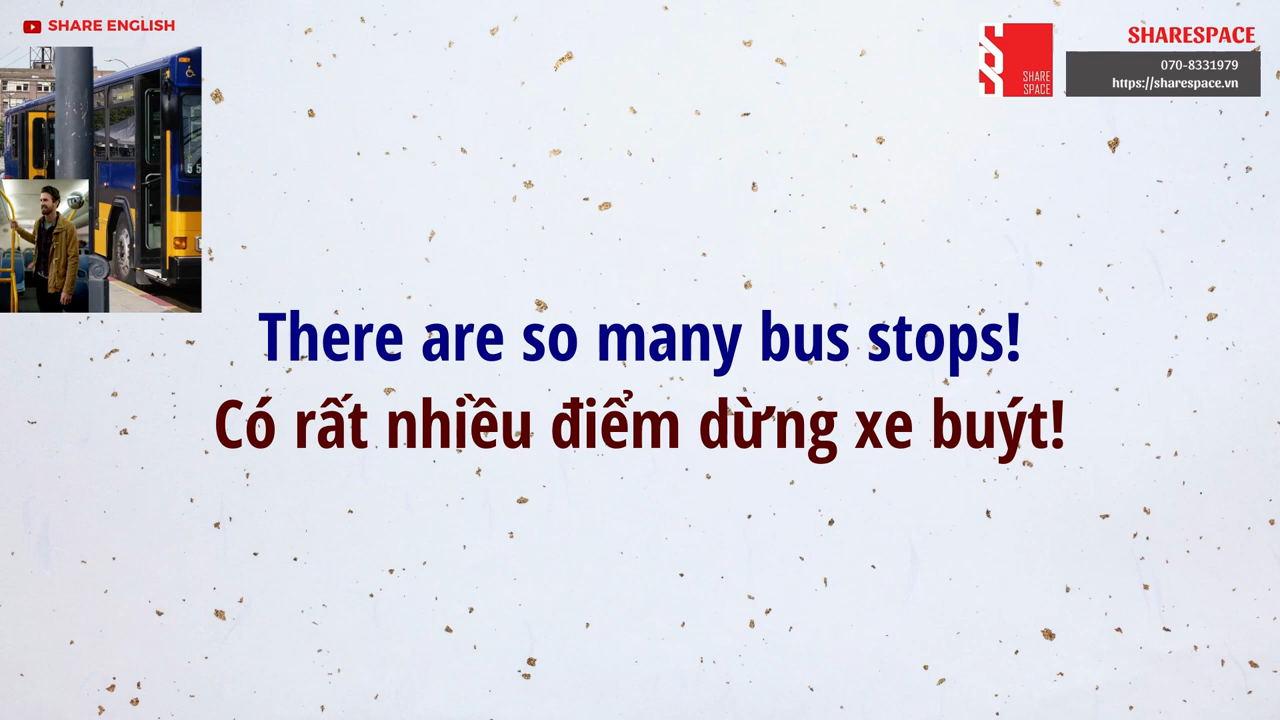 SHARE ENGLISH
SHARE
SPACE
SHARESPACE
070-8331979
https://sharespace.vn
There are so many bus stops!
Có rất nhiều điểm dừng xe buýt!